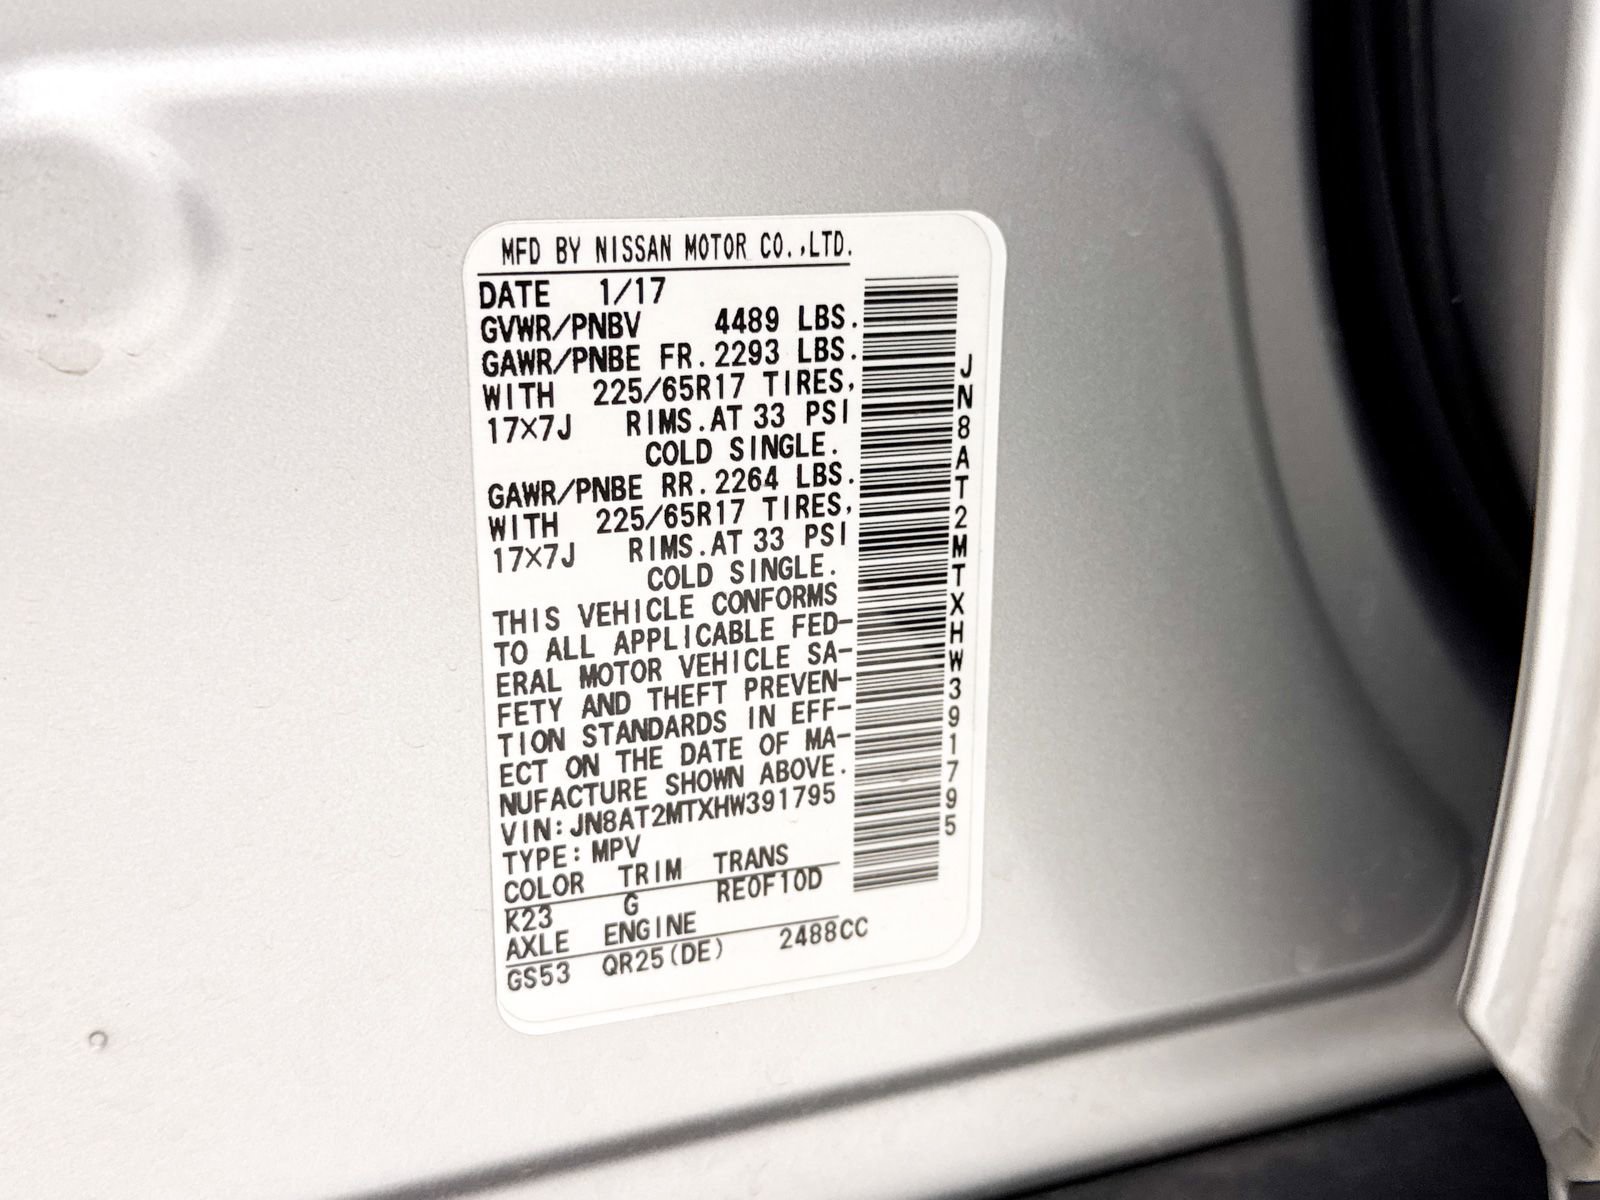 MFD BY NISSAN MOTOR CO.,LTD.
DATE 1/17
GVWR/PNBV 4489 LBS.
GAWR/PNBE FR.2293 LBS.
WITH 225/65R17 TIRES,
17×7J RIMS.AT 33 PSI
COLD SINGLE.
GAWR/PNBE RR.2264 LBS.
WITH 225/65R17 TIRES,
17×7J RIMS.AT 33 PSI
COLD SINGLE.
THIS VEHICLE CONFORMS
TO ALL APPLICABLE FED-
ERAL MOTOR VEHICLE SA-
FETY AND THEFT PREVEN-
TION STANDARDS IN EFF-
ECT ON THE DATE OF MA-
NUFACTURE SHOWN ABOVE.
VIN:JN8AT2MTXHW391795
TYPE:MPV
COLOR TRIM TRANS
K23 G RE0F10D
AXLE ENGINE
GS53 QR25(DE) 2488CC
JN8AT2MTXHW391795